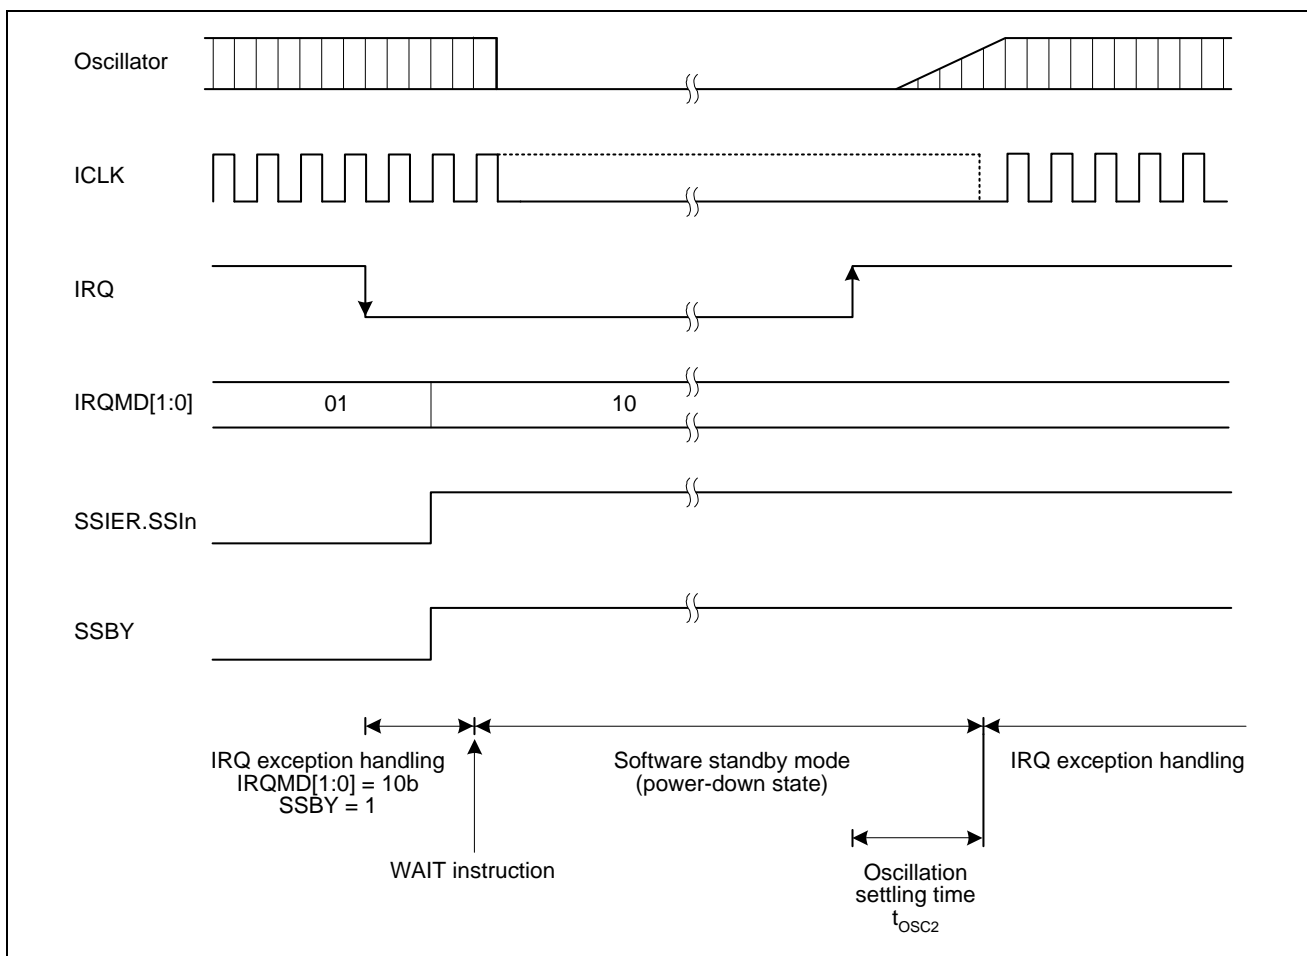 Oscillator
ICLK
IRQ
IRQMD[1:0]
01
10
SSIER.SSIn
SSBY
IRQ exception handling
IRQMD[1:0] = 10b
SSBY = 1
Software standby mode
(power-down state)
IRQ exception handling
WAIT instruction
Oscillation
settling time
tOSC2